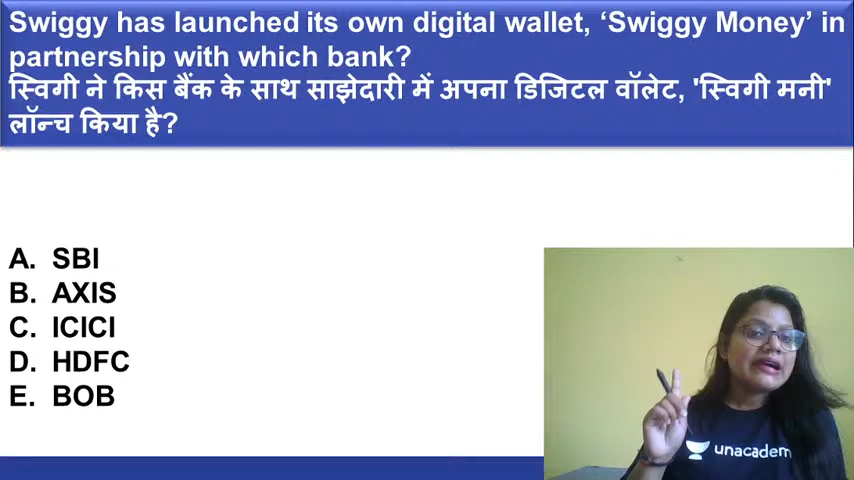 Swiggy has launched its own digital wallet, ‘Swiggy Money’ in
partnership with which bank?
स्विगी ने किस बैंक के साथ साझेदारी में अपना डिजिटल वॉलेट, 'स्विगी मनी'
लॉन्च किया है?
A. SBI
B. AXIS
C. ICICI
D. HDFC
E. BOB
unacadem